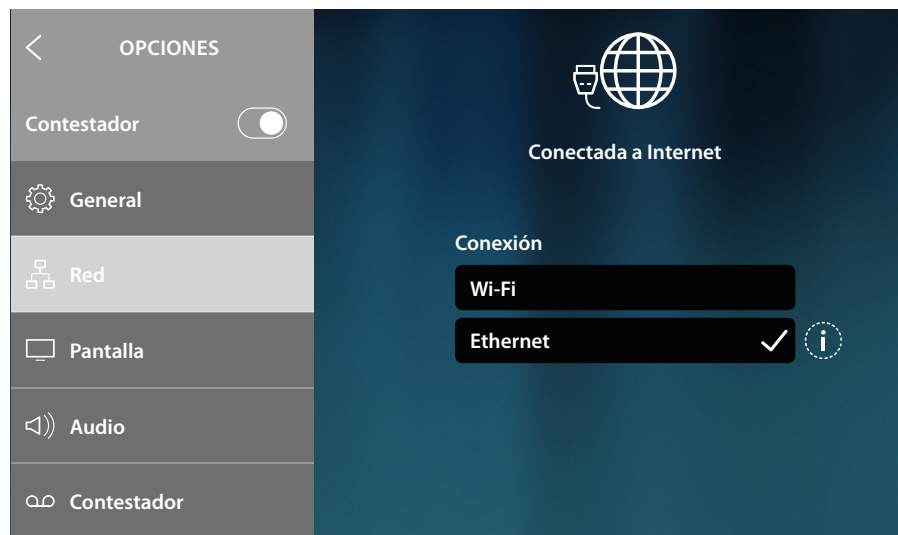 OPCIONES
Contestador
General
Red
Pantalla
Audio
Contestador
Conectada a Internet
Conexión
Wi-Fi
Ethernet